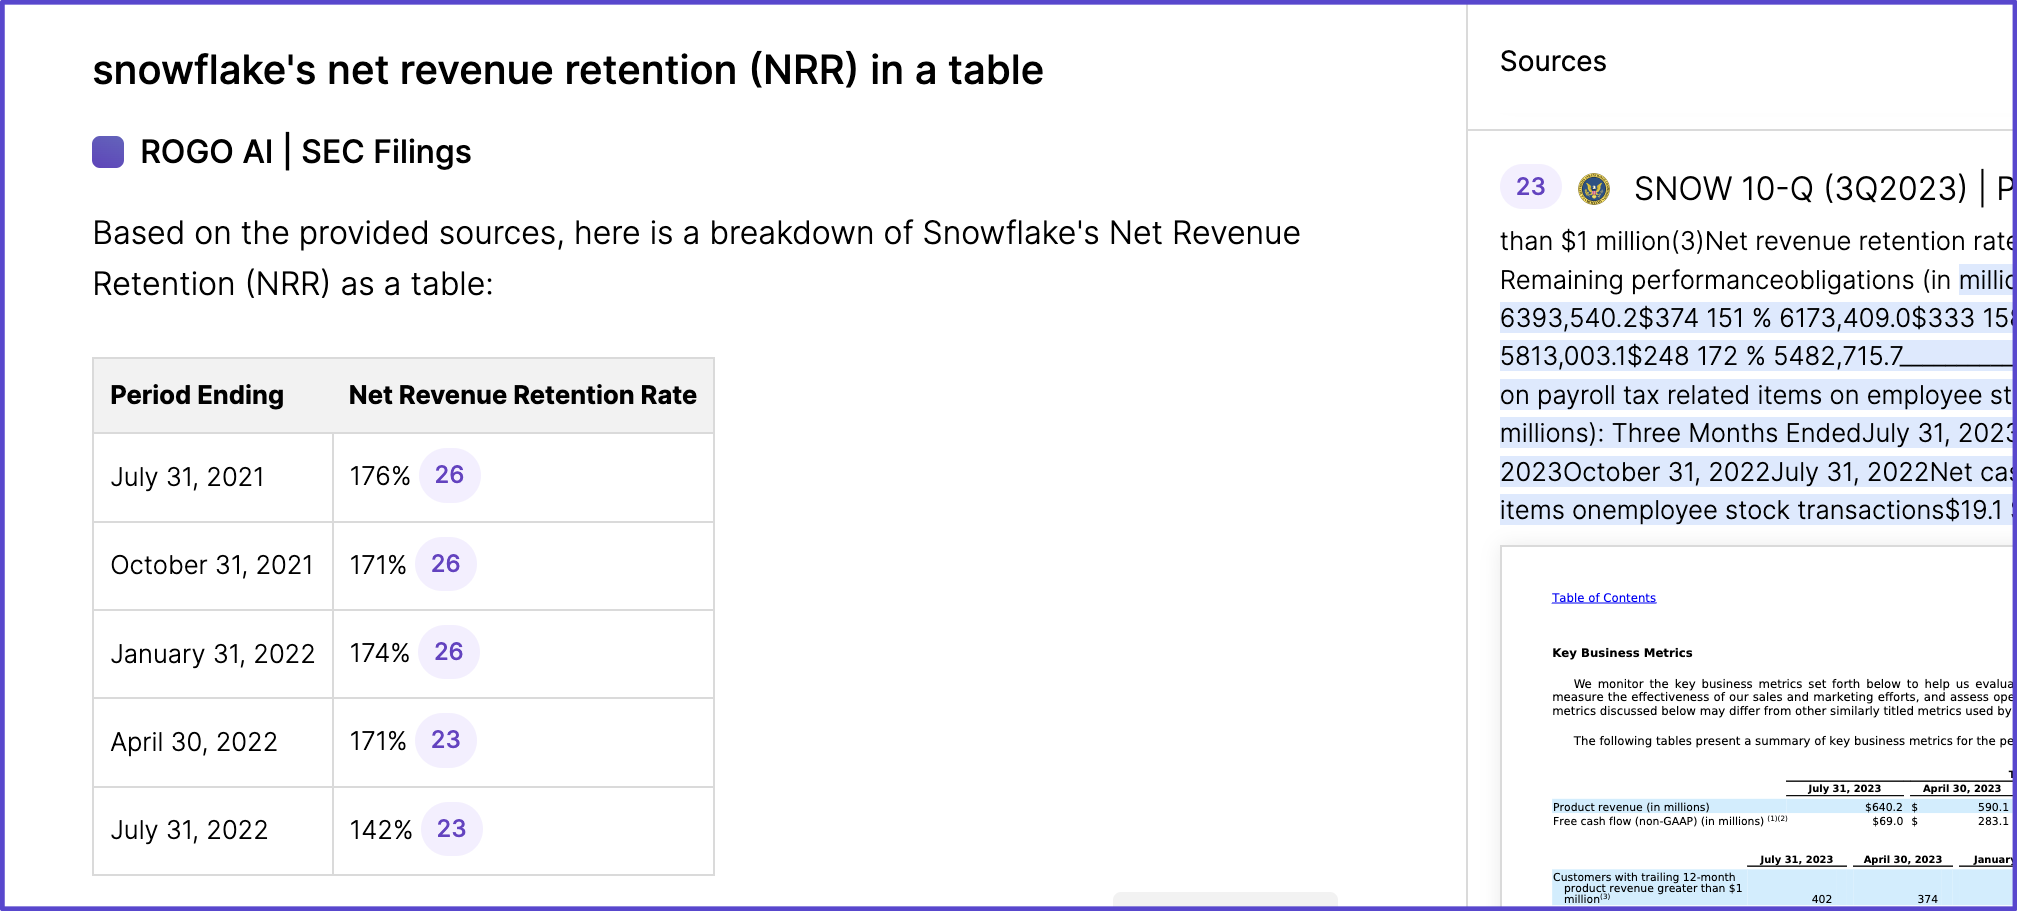 snowflake's net revenue retention (NRR) in a table
ROGO AI | SEC Filings
Based on the provided sources, here is a breakdown of Snowflake's Net Revenue
Retention (NRR) as a table:
Period Ending Net Revenue Retention Rate
July 31, 2021 176% 26
October 31, 2021 171% 26
January 31, 2022 174% 26
April 30, 2022 171% 23
July 31, 2022 142% 23
Sources
23 SNOW 10-Q (3Q2023) | P
than $1 million(3)Net revenue retention rate
Remaining performanceobligations (in millio
6393,540.2$374 151 % 6173,409.0$333 158
5813,003.1$248 172 % 5482,715.7
on payroll tax related items on employee st
millions): Three Months EndedJuly 31, 2023
2023October 31, 2022July 31, 2022Net cas
items onemployee stock transactions$19.1
Table of Contents
Key Business Metrics
We monitor the key business metrics set forth below to help us evalua
measure the effectiveness of our sales and marketing efforts, and assess ope
metrics discussed below may differ from other similarly titled metrics used by
The following tables present a summary of key business metrics for the pe
July 31, 2023 April 30, 2023
Product revenue (in millions) $640.2 $ 590.1
Free cash flow (non-GAAP) (in millions) (1)(2) $69.0 $ 283.1
July 31, 2023 April 30, 2023 January
Customers with trailing 12-month
product revenue greater than $1
million(3) 402 374